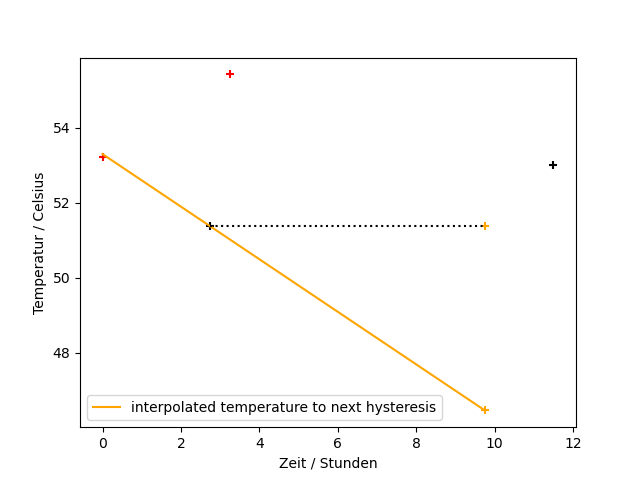 54
52
50
48
Temperatur / Celsius
interpolated temperature to next hysteresis
0 2 4 6 8 10 12
Zeit / Stunden